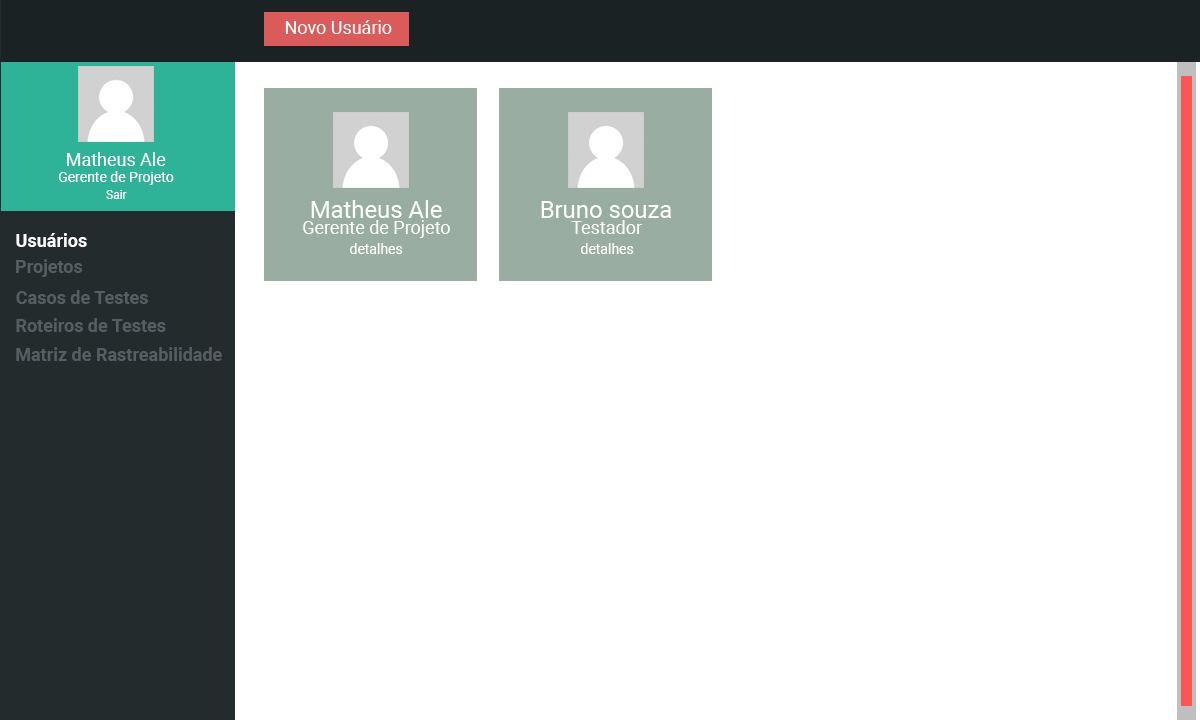 Novo Usuário
Matheus Ale
Gerente de Projeto
Sair
Usuários
Projetos
Casos de Testes
Roteiros de Testes
Matriz de Rastreabilidade
Matheus Ale
Gerente de Projeto
detalhes
Bruno souza
Testador
detalhes